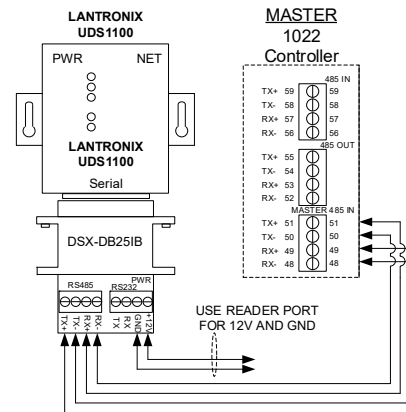 LANTRONIX
UDS1100
PWR NET
LANTRONIX
UDS1100
Serial
DSX-DB25IB
RS485 RS232 PWR
TX+ TX- RX+ RX- TX RX GND +12V
MASTER
1022
Controller
485 IN
TX+ 59 59
TX- 58 58
RX+ 57 57
RX- 56 56
485 OUT
TX+ 55
TX- 54
RX+ 53
RX- 52
MASTER 485 IN
TX+ 51 51
TX- 50 50
RX+ 49 49
RX- 48 48
USE READER PORT
FOR 12V AND GND